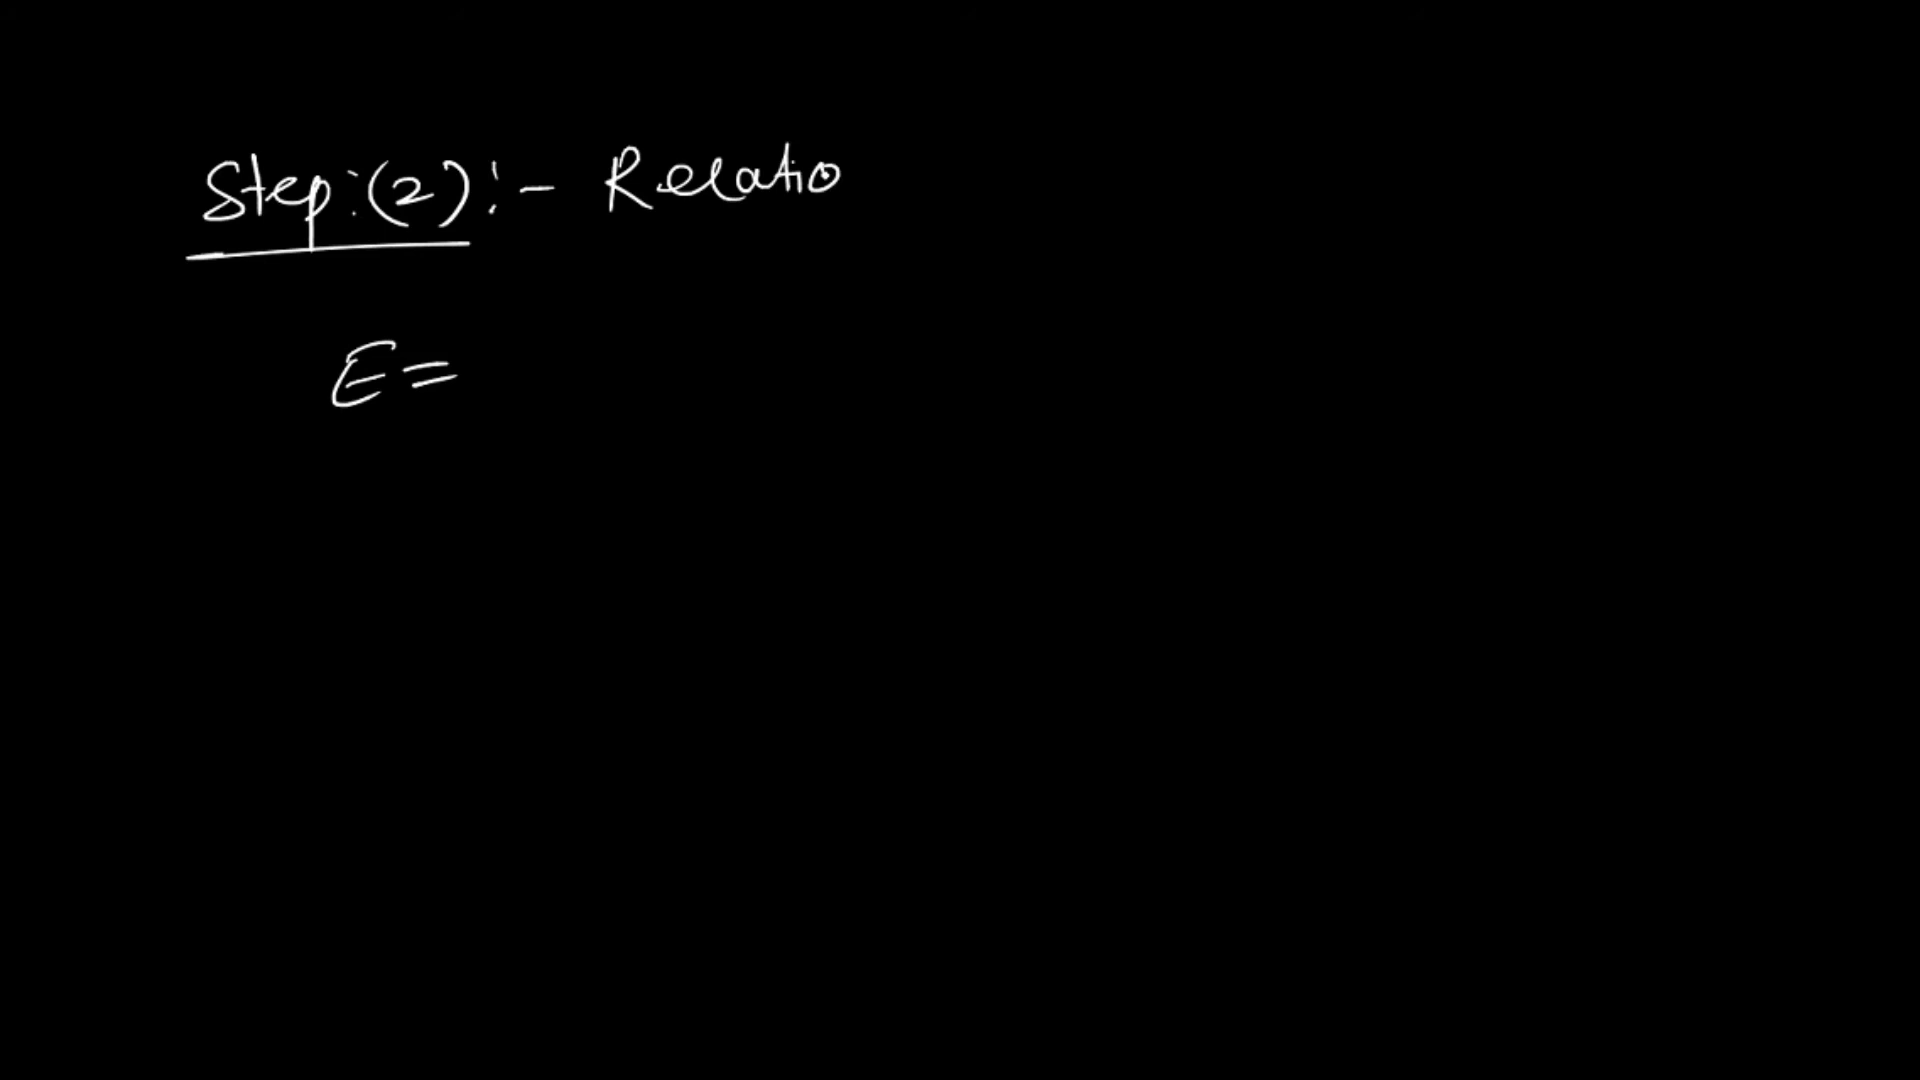 Step:(2):- Relatio
E=